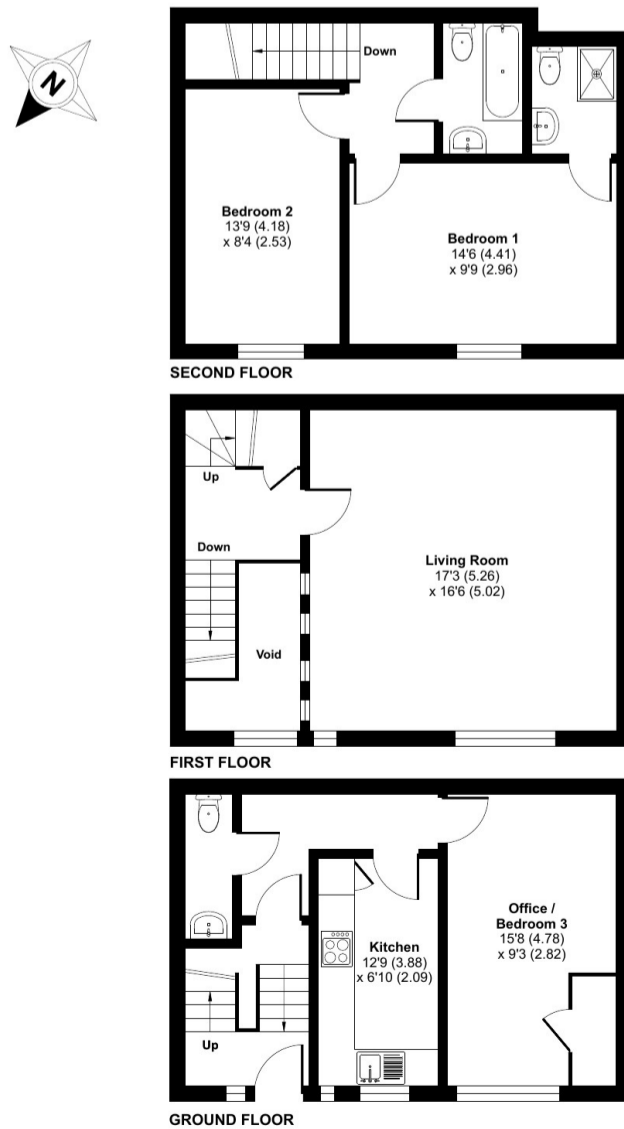 N
Down
Bedroom 2
13'9 (4.18)
x 8'4 (2.53)
Bedroom 1
14'6 (4.41)
x 9'9 (2.96)
SECOND FLOOR
Up
Down
Void
Living Room
17'3 (5.26)
x 16'6 (5.02)
FIRST FLOOR
Kitchen
12'9 (3.88)
x 6'10 (2.09)
Office /
Bedroom 3
15'8 (4.78)
x 9'3 (2.82)
Up
GROUND FLOOR